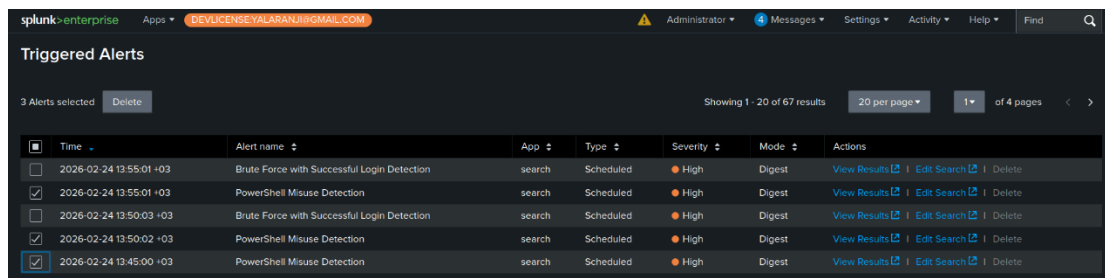 splunk>enterprise Apps DEVLICENSE:YALARANJI@GMAIL.COM Administrator 4 Messages Settings Activity Help Find
Triggered Alerts
3 Alerts selected Delete Showing 1 - 20 of 67 results 20 per page 1 of 4 pages < >
Time Alert name App Type Severity Mode Actions
2026-02-24 13:55:01 +03 Brute Force with Successful Login Detection search Scheduled High Digest View Results | Edit Search | Delete
2026-02-24 13:55:01 +03 PowerShell Misuse Detection search Scheduled High Digest View Results | Edit Search | Delete
2026-02-24 13:50:03 +03 Brute Force with Successful Login Detection search Scheduled High Digest View Results | Edit Search | Delete
2026-02-24 13:50:02 +03 PowerShell Misuse Detection search Scheduled High Digest View Results | Edit Search | Delete
2026-02-24 13:45:00 +03 PowerShell Misuse Detection search Scheduled High Digest View Results | Edit Search | Delete